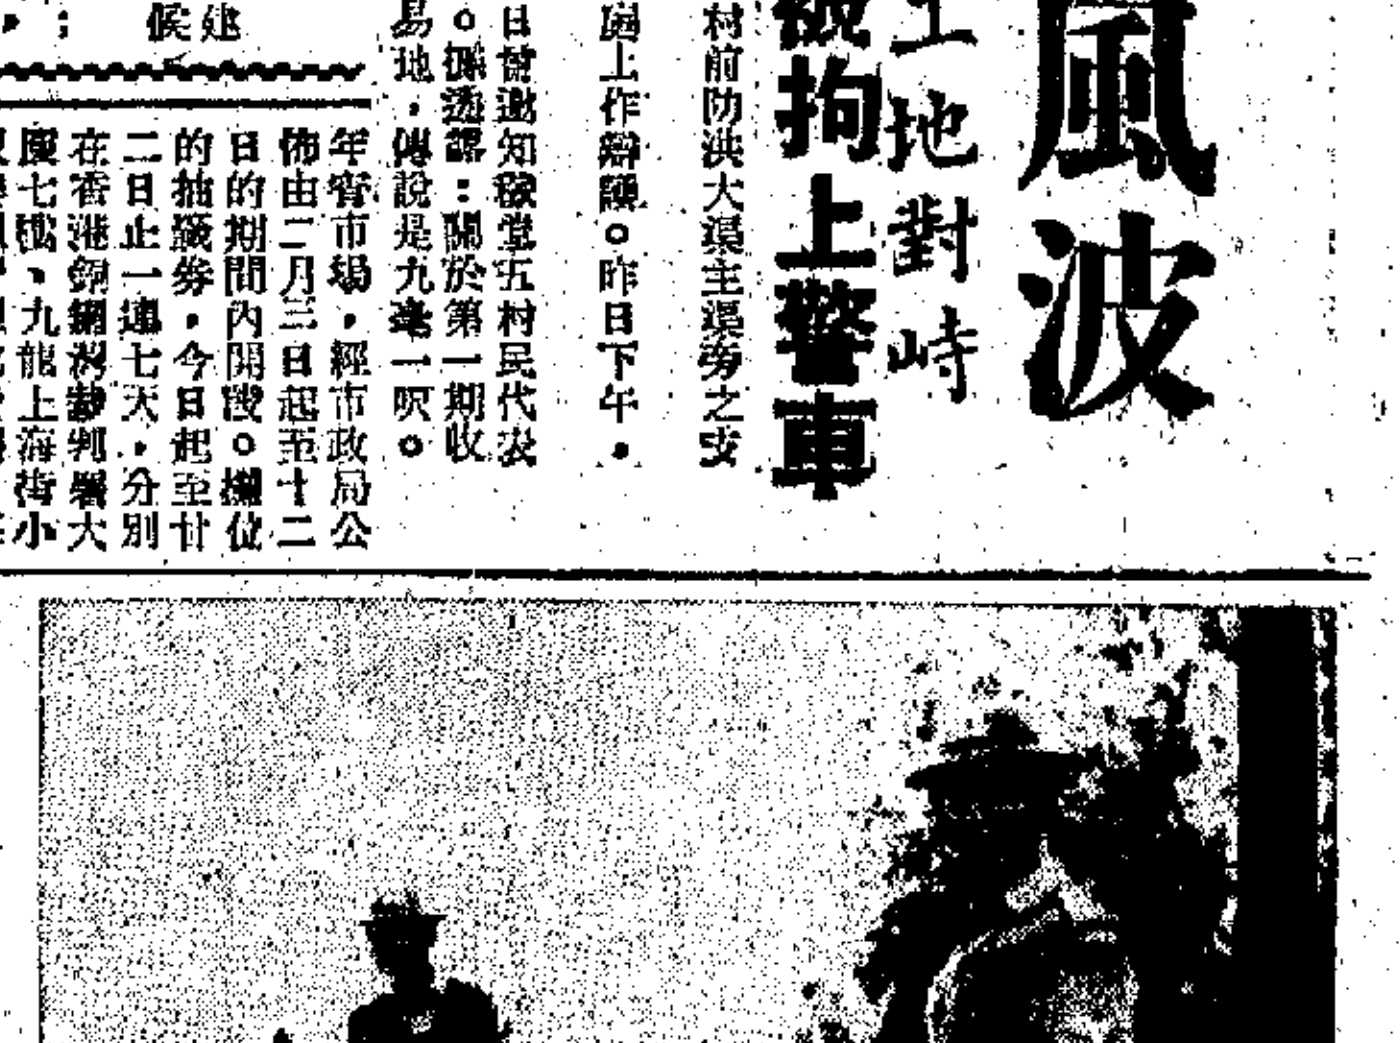 風波
土地對峙
被拘上警車
村前防洪大渠主渠旁之支
處上作辯護。昨日下午，
日曾邀知秘堂五村民代表
。據透露：關於第一期收
易地，傳說是九毫一呎。
建
候
年宵市場，經市政局公
佈由二月三日起至十二
日的期間內開設。攤位
的抽籤券，今日起至廿
二日止一連七天，分別
在香港銅鑼灣裁判署大
廈七樓、九龍上海街小